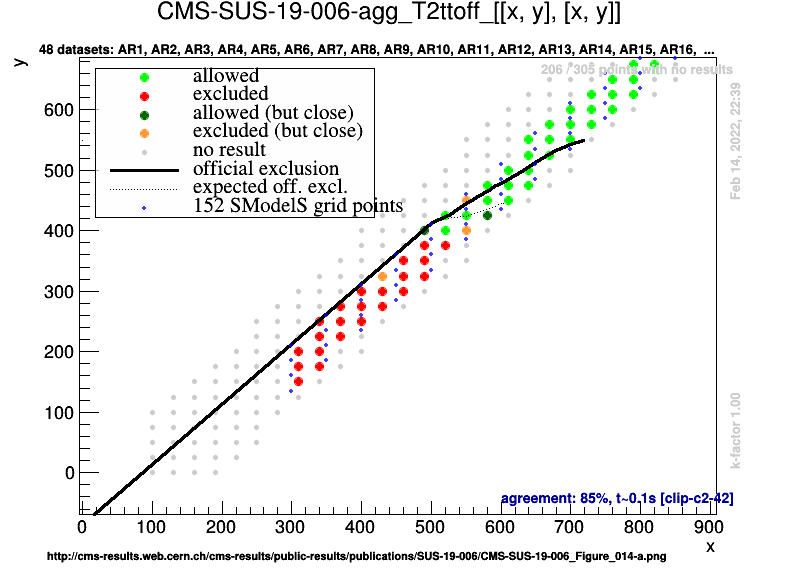 CMS-SUS-19-006-agg_T2ttoff_[[x, y], [x, y]]
48 datasets: AR1, AR2, AR3, AR4, AR5, AR6, AR7, AR8, AR9, AR10, AR11, AR12, AR13, AR14, AR15, AR16, ...
y
206 / 305 points with no results
allowed
excluded
allowed (but close)
excluded (but close)
no result
official exclusion
expected off. excl.
152 SModelS grid points
600
500
400
300
200
100
0
Feb 14, 2022, 22:39
k-factor 1.00
agreement: 85%, t~0.1s [clip-c2-42]
0 100 200 300 400 500 600 700 800 900
x
http://cms-results.web.cern.ch/cms-results/public-results/publications/SUS-19-006/CMS-SUS-19-006_Figure_014-a.png